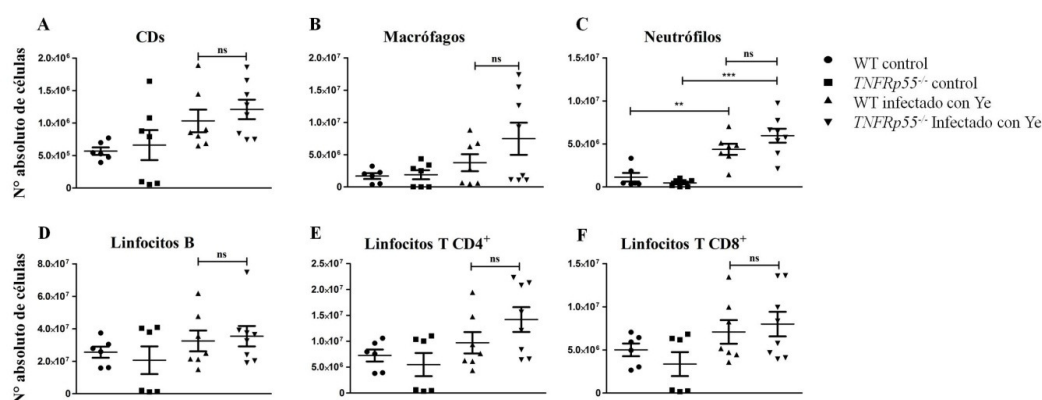 A
CDs
N° absoluto de células
2.0×10⁶
1.5×10⁶
1.0×10⁶
5.0×10⁵
0
ns
B
Macrófagos
2.0×10⁷
1.5×10⁷
1.0×10⁷
5.0×10⁶
0
ns
C
Neutrófilos
1.5×10⁷
1.0×10⁷
5.0×10⁶
0
ns
***
**
WT control
TNFRp55-/- control
WT infectado con Ye
TNFRp55-/- Infectado con Ye
D
Linfocitos B
N° absoluto de células
8.0×10⁷
6.0×10⁷
4.0×10⁷
2.0×10⁷
0
ns
E
Linfocitos T CD4⁺
2.5×10⁷
2.0×10⁷
1.5×10⁷
1.0×10⁷
5.0×10⁶
0
ns
F
Linfocitos T CD8⁺
1.5×10⁷
1.0×10⁷
5.0×10⁶
0
ns